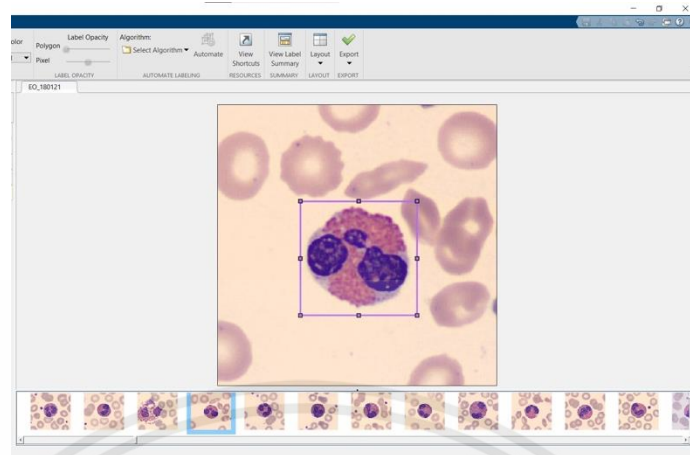 olor
Polygon
Label Opacity
Pixel
Algorithm:
Select Algorithm
Automate
View
Shortcuts
View Label
Summary
Layout
Export
LABEL OPACITY
AUTOMATE LABELING
RESOURCES
SUMMARY
LAYOUT
EXPORT
EO_180121